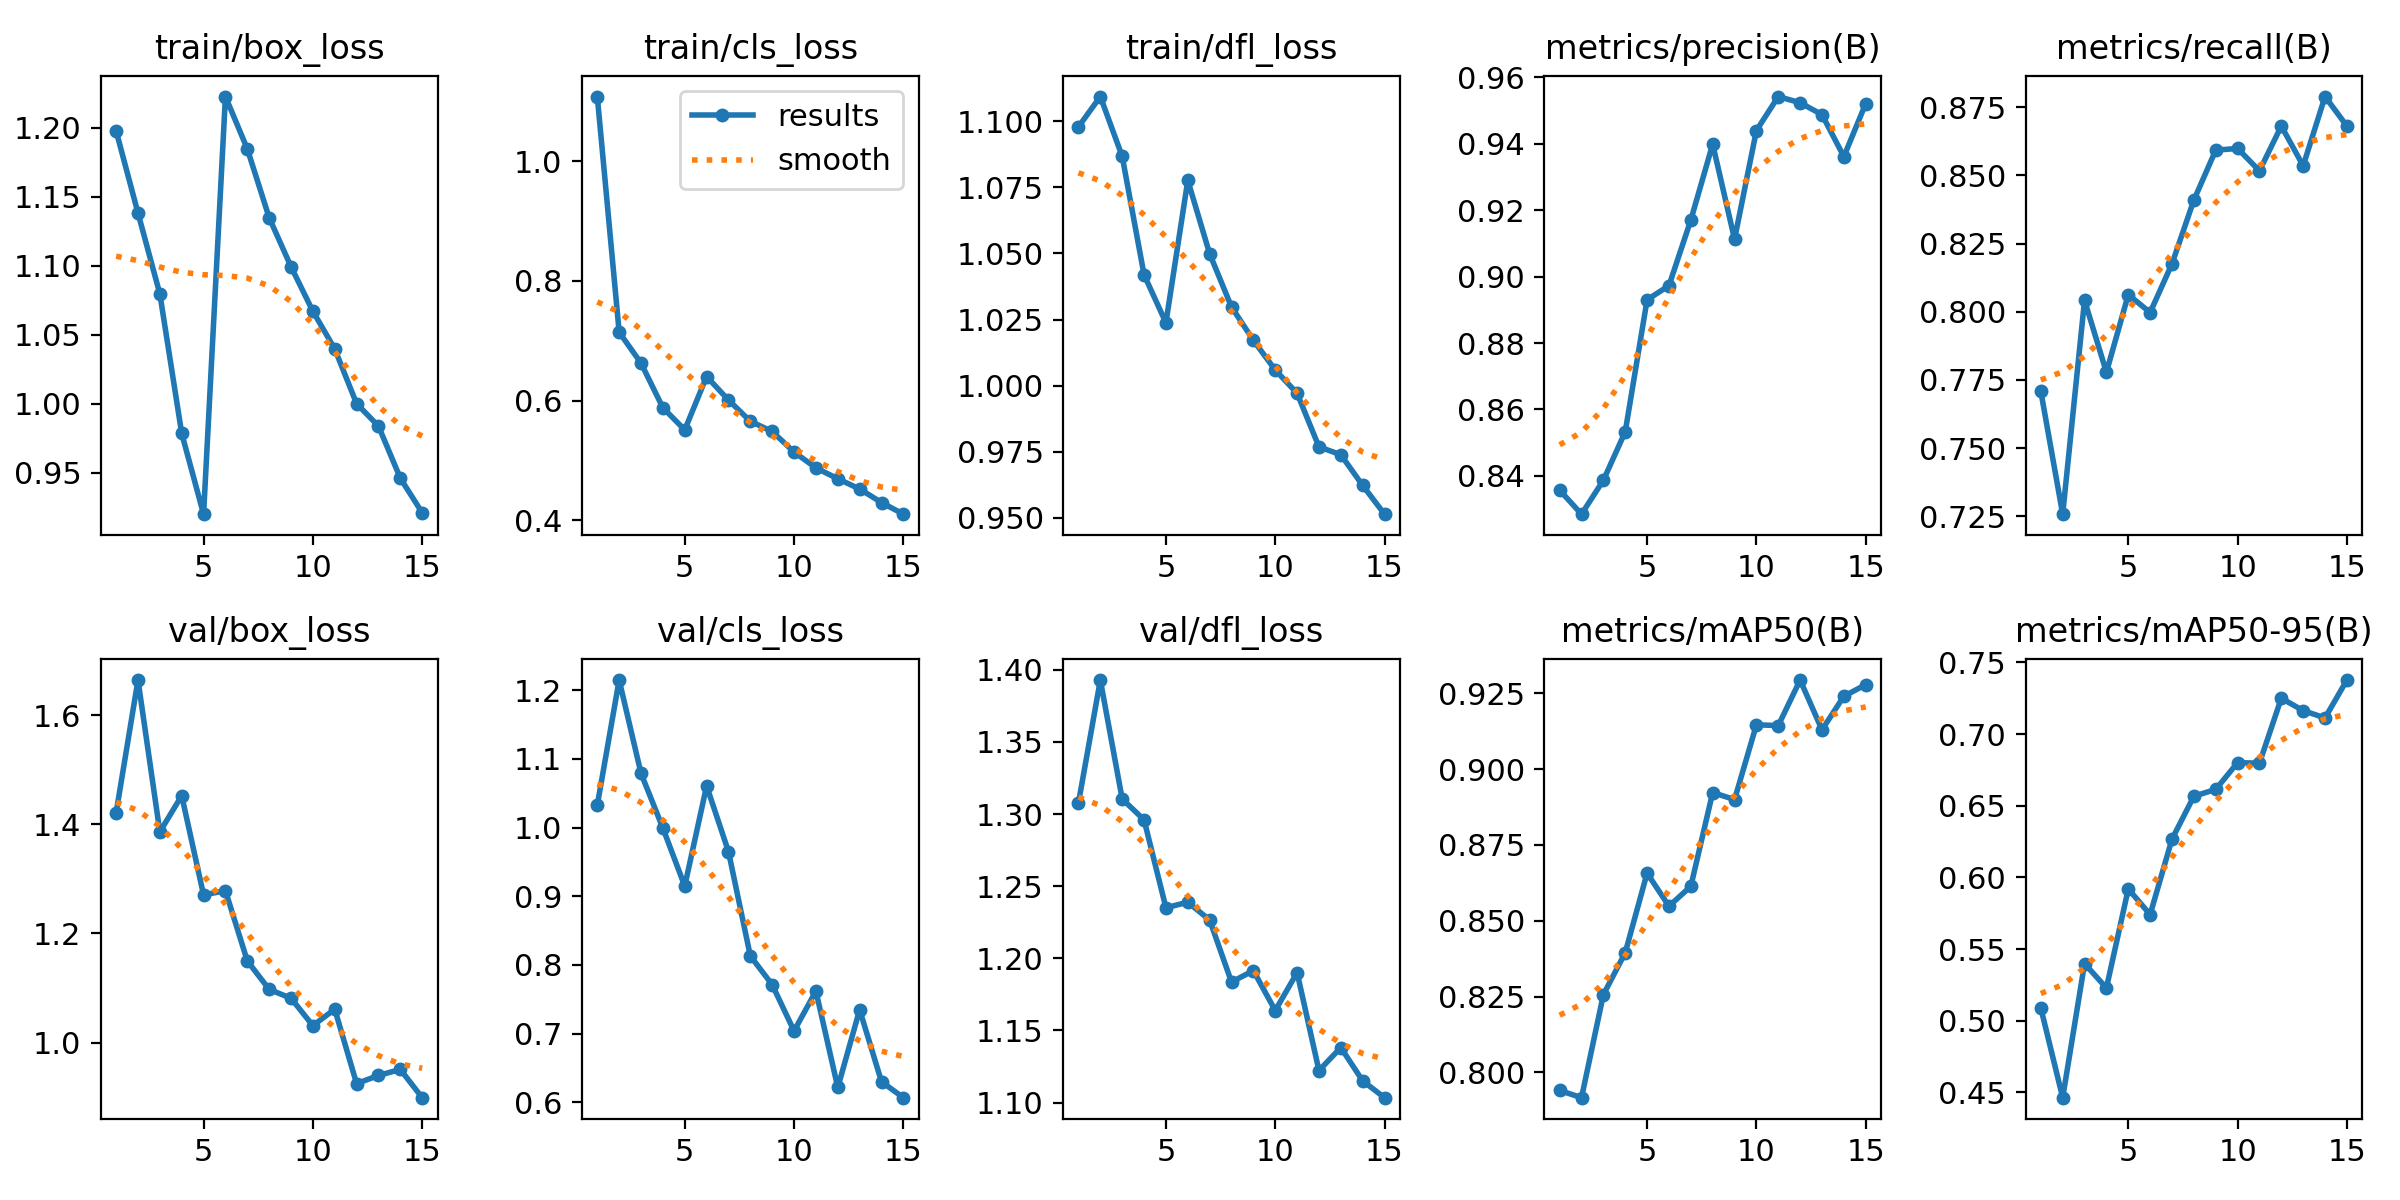 train/box_loss
1.20
1.15
1.10
1.05
1.00
0.95
5 10 15
train/cls_loss
results
smooth
1.0
0.8
0.6
0.4
5 10 15
train/dfl_loss
1.100
1.075
1.050
1.025
1.000
0.975
0.950
5 10 15
metrics/precision(B)
0.96
0.94
0.92
0.90
0.88
0.86
0.84
5 10 15
metrics/recall(B)
0.875
0.850
0.825
0.800
0.775
0.750
0.725
5 10 15
val/box_loss
1.6
1.4
1.2
1.0
5 10 15
val/cls_loss
1.2
1.1
1.0
0.9
0.8
0.7
0.6
5 10 15
val/dfl_loss
1.40
1.35
1.30
1.25
1.20
1.15
1.10
5 10 15
metrics/mAP50(B)
0.925
0.900
0.875
0.850
0.825
0.800
5 10 15
metrics/mAP50-95(B)
0.75
0.70
0.65
0.60
0.55
0.50
0.45
5 10 15